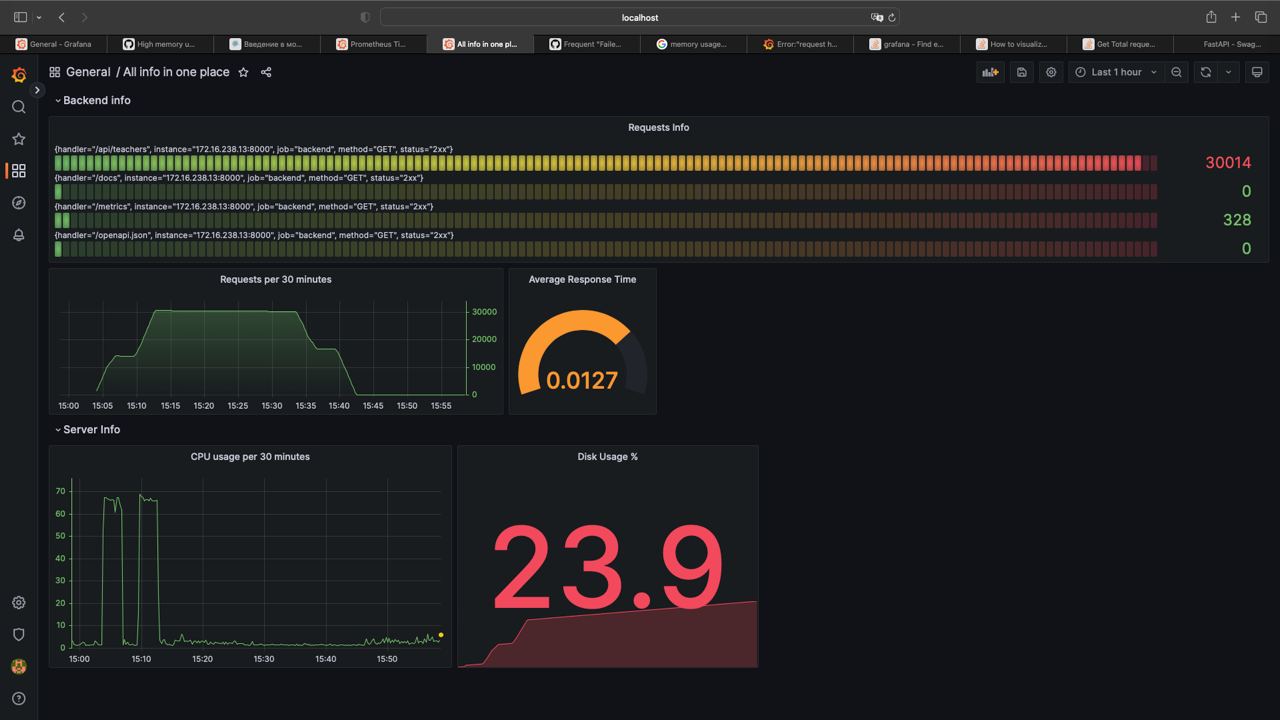 localhost
General - Grafana
High memory u...
Введение в мо...
Prometheus Ti...
All info in one pl...
Frequent "Faile...
memory usage...
Error:"request h...
grafana - Find e...
How to visualiz...
Get Total reque...
FastAPI - Swag...
General / All info in one place
Last 1 hour
Backend info
Requests Info
{handler="/api/teachers", instance="172.16.238.13:8000", job="backend", method="GET", status="2xx"}
30014
{handler="/docs", instance="172.16.238.13:8000", job="backend", method="GET", status="2xx"}
0
{handler="/metrics", instance="172.16.238.13:8000", job="backend", method="GET", status="2xx"}
328
{handler="/openapi.json", instance="172.16.238.13:8000", job="backend", method="GET", status="2xx"}
0
Requests per 30 minutes
30000
20000
10000
0
15:00 15:05 15:10 15:15 15:20 15:25 15:30 15:35 15:40 15:45 15:50 15:55
Average Response Time
0.0127
Server Info
CPU usage per 30 minutes
70
60
50
40
30
20
10
0
15:00 15:10 15:20 15:30 15:40 15:50
Disk Usage %
23.9